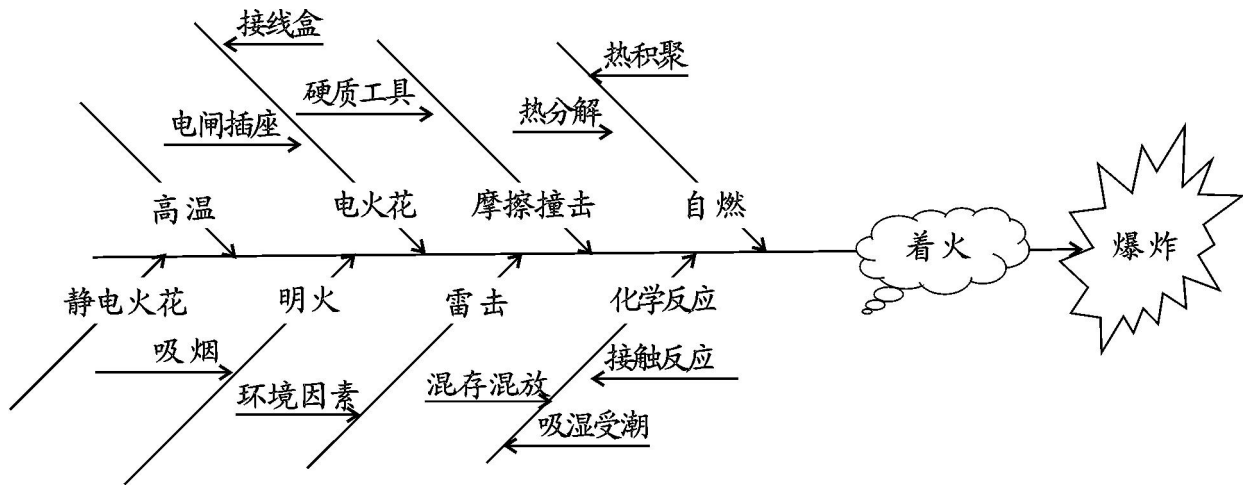 接线盒
硬质工具
热积聚
电闸插座
热分解
高温
电火花
摩擦撞击
自燃
着火
爆炸
静电火花
明火
雷击
化学反应
吸烟
环境因素
混存混放
接触反应
吸湿受潮